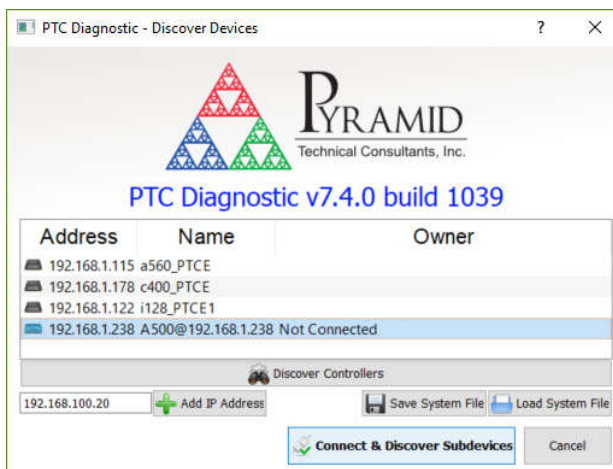 PTC Diagnostic - Discover Devices
PYRAMID
Technical Consultants, Inc.
PTC Diagnostic v7.4.0 build 1039
Address Name Owner
192.168.1.115 a560_PTCE
192.168.1.178 c400_PTCE
192.168.1.122 i128_PTCE1
192.168.1.238 A500@192.168.1.238 Not Connected
Discover Controllers
192.168.100.20 Add IP Address Save System File Load System File
Connect & Discover Subdevices Cancel